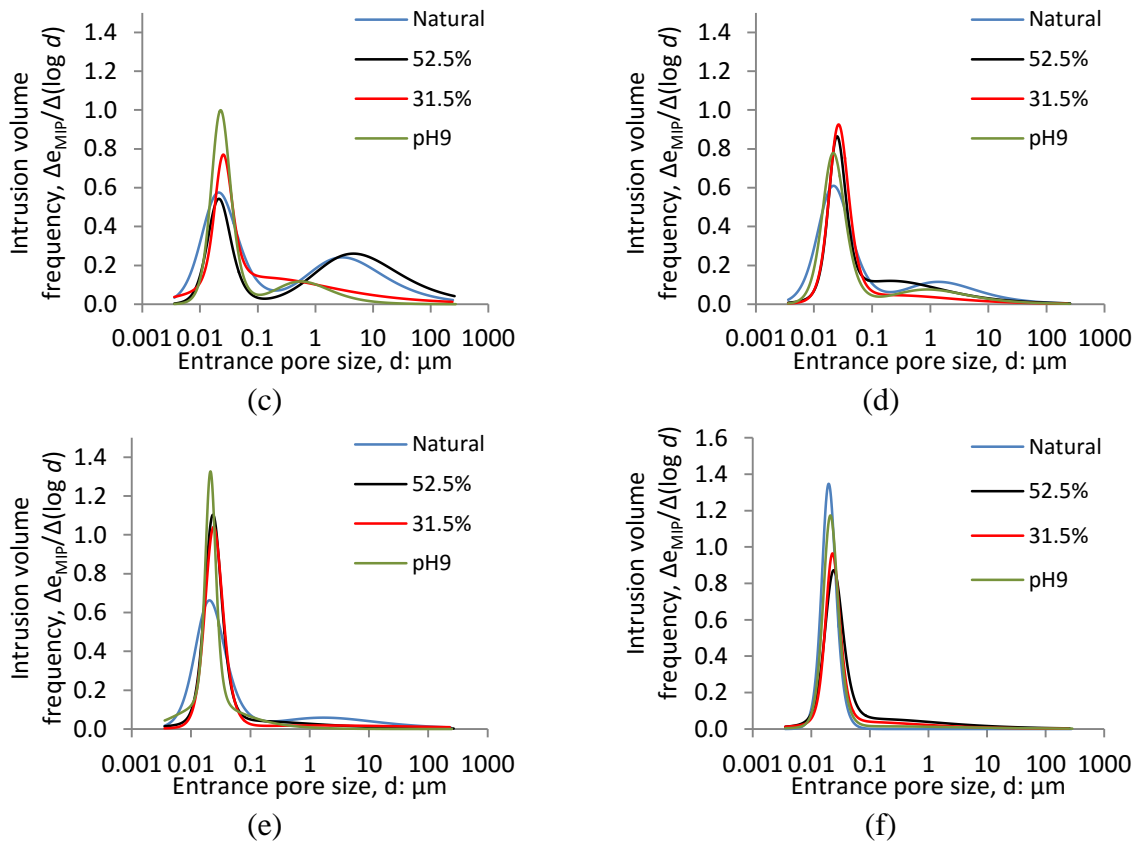 Intrusion volume
frequency, ΔeMIP/Δ(log d)
1.4
1.2
1.0
0.8
0.6
0.4
0.2
0.0
0.001 0.01 0.1 1 10 100 1000
Entrance pore size, d: µm
Natural
52.5%
31.5%
pH9
(c)
Intrusion volume
frequency, ΔeMIP/Δ(log d)
1.4
1.2
1.0
0.8
0.6
0.4
0.2
0.0
0.001 0.01 0.1 1 10 100 1000
Entrance pore size, d: µm
Natural
52.5%
31.5%
pH9
(d)
Intrusion volume
frequency, ΔeMIP/Δ(log d)
1.4
1.2
1.0
0.8
0.6
0.4
0.2
0.0
0.001 0.01 0.1 1 10 100 1000
Entrance pore size, d: µm
Natural
52.5%
31.5%
pH9
(e)
Intrusion volume
frequency, ΔeMIP/Δ(log d)
1.6
1.4
1.2
1.0
0.8
0.6
0.4
0.2
0.0
0.001 0.01 0.1 1 10 100 1000
Entrance pore size, d: µm
Natural
52.5%
31.5%
pH9
(f)